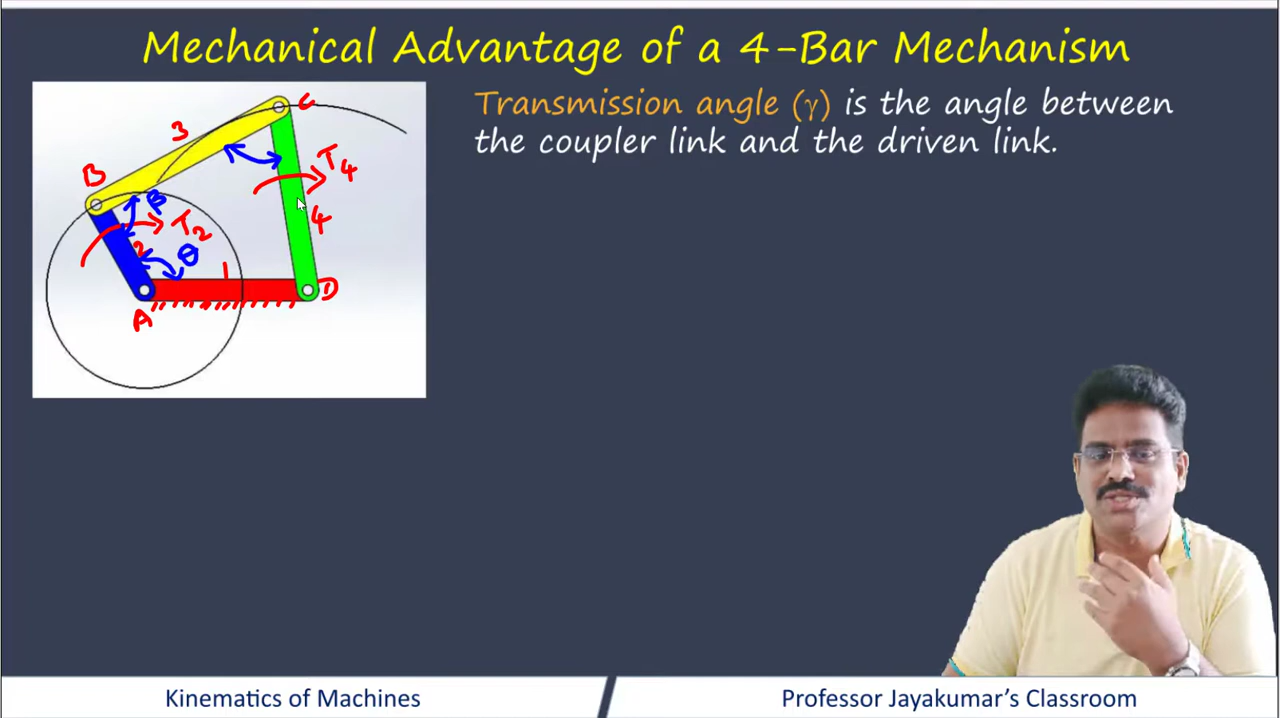 Mechanical Advantage of a 4-Bar Mechanism
Transmission angle (γ) is the angle between
the coupler link and the driven link.
C
3
B
T4
β
T2
4
2
θ
1
A
D
Kinematics of Machines
Professor Jayakumar's Classroom